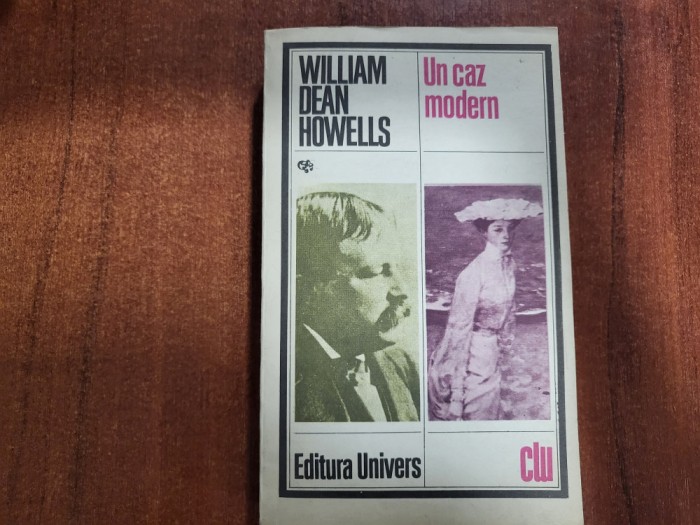 WILLIAM
DEAN
HOWELLS
Un caz
modern
Editura Univers
clu